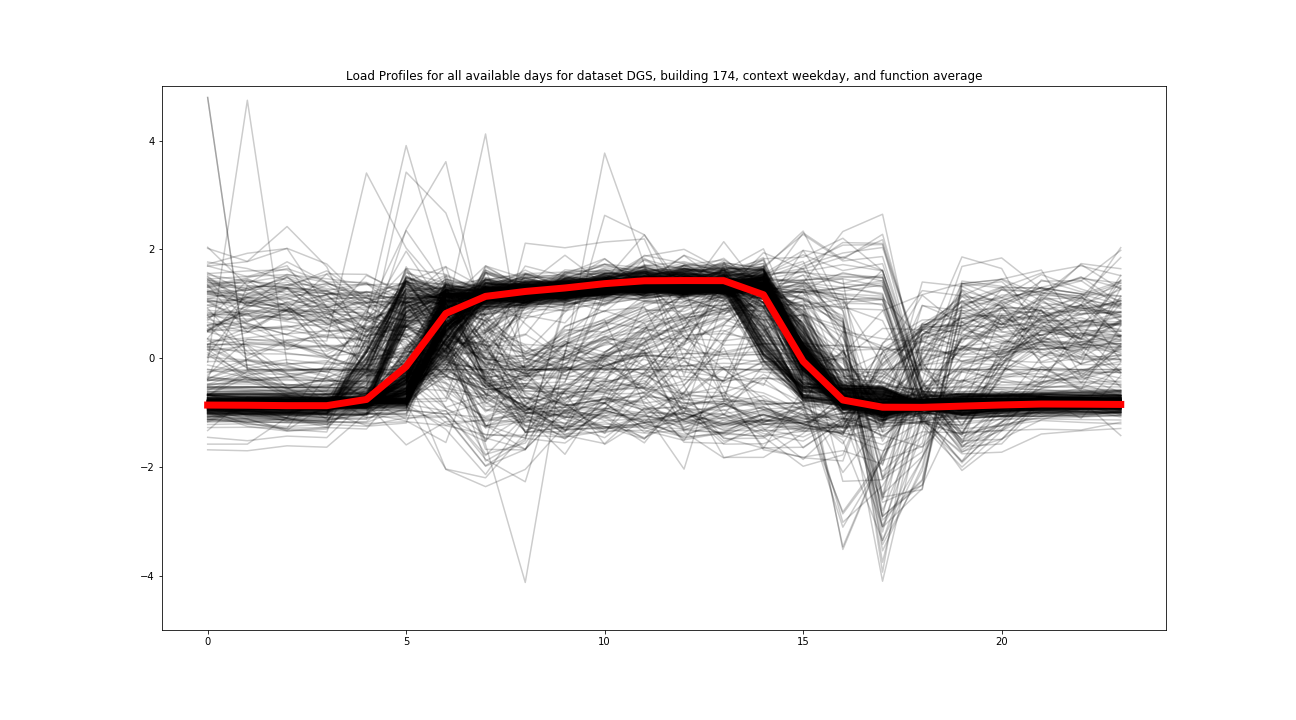 Load Profiles for all available days for dataset DGS, building 174, context weekday, and function average
4
2
0
−2
−4
0 5 10 15 20